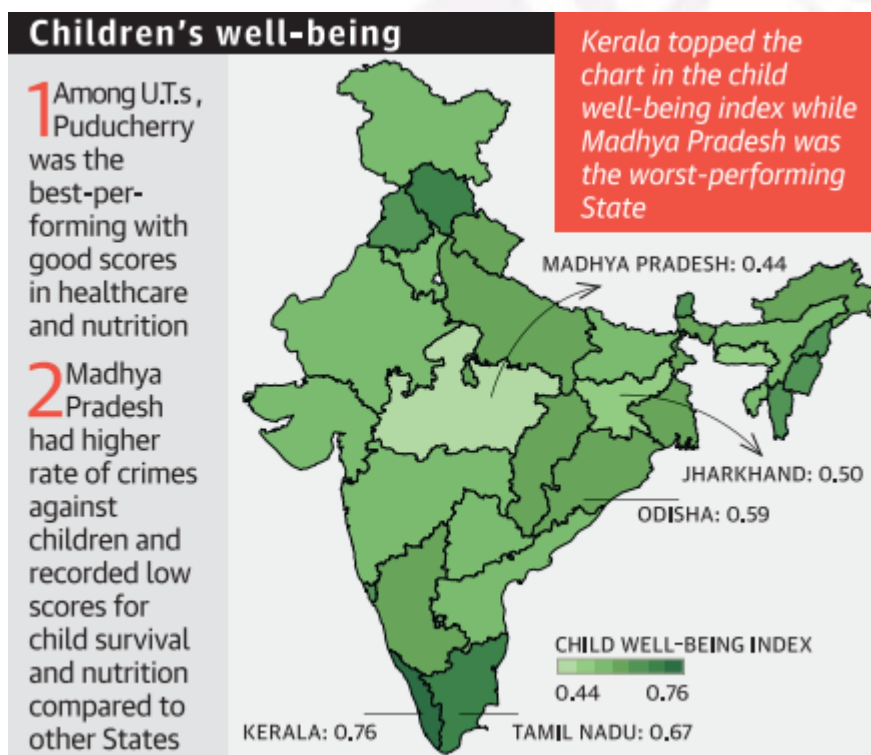 Children's well-being
Kerala topped the
chart in the child
well-being index while
Madhya Pradesh was
the worst-performing
State
1 Among U.T.s,
Puducherry
was the
best-per-
forming with
good scores
in healthcare
and nutrition
2 Madhya
Pradesh
had higher
rate of crimes
against
children and
recorded low
scores for
child survival
and nutrition
compared to
other States
MADHYA PRADESH: 0.44
JHARKHAND: 0.50
ODISHA: 0.59
CHILD WELL-BEING INDEX
0.44 0.76
KERALA: 0.76 TAMIL NADU: 0.67